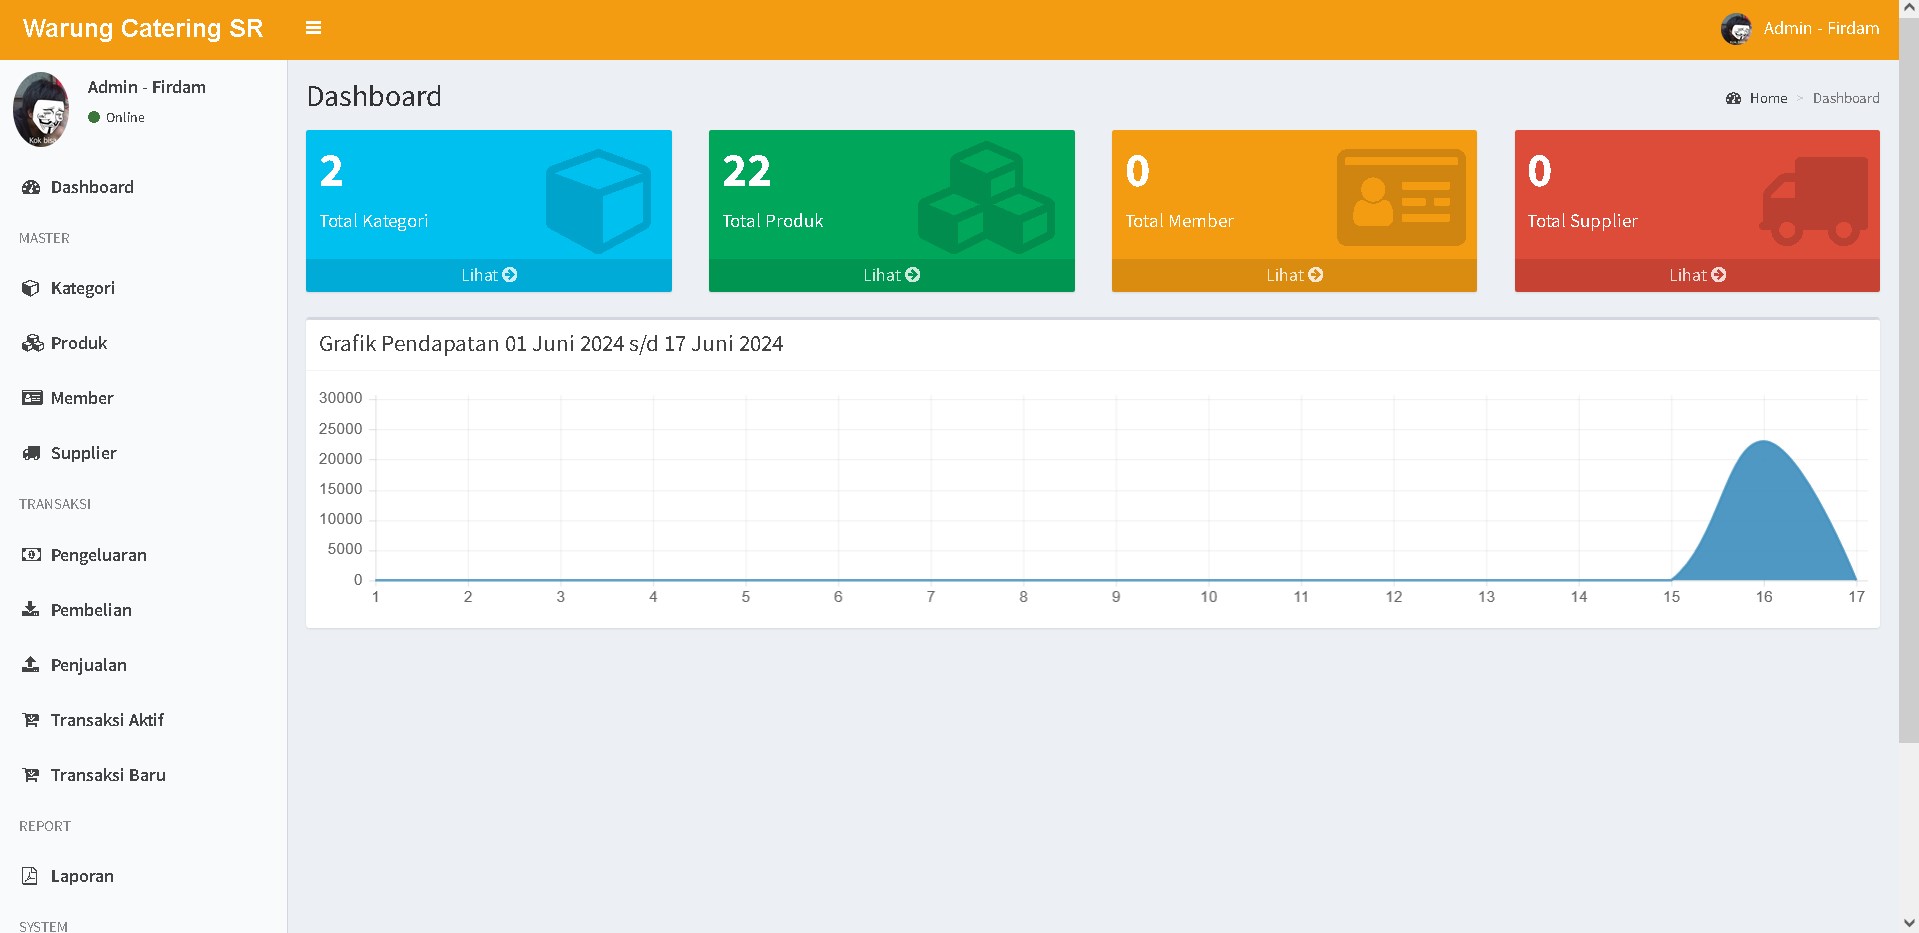 Warung Catering SR
Admin - Firdam
Admin - Firdam
Online
Kok bisa
Dashboard
MASTER
Kategori
Produk
Member
Supplier
TRANSAKSI
Pengeluaran
Pembelian
Penjualan
Transaksi Aktif
Transaksi Baru
REPORT
Laporan
SYSTEM
Dashboard
Home > Dashboard
2
Total Kategori
Lihat
22
Total Produk
Lihat
0
Total Member
Lihat
0
Total Supplier
Lihat
Grafik Pendapatan 01 Juni 2024 s/d 17 Juni 2024
30000
25000
20000
15000
10000
5000
0
1 2 3 4 5 6 7 8 9 10 11 12 13 14 15 16 17